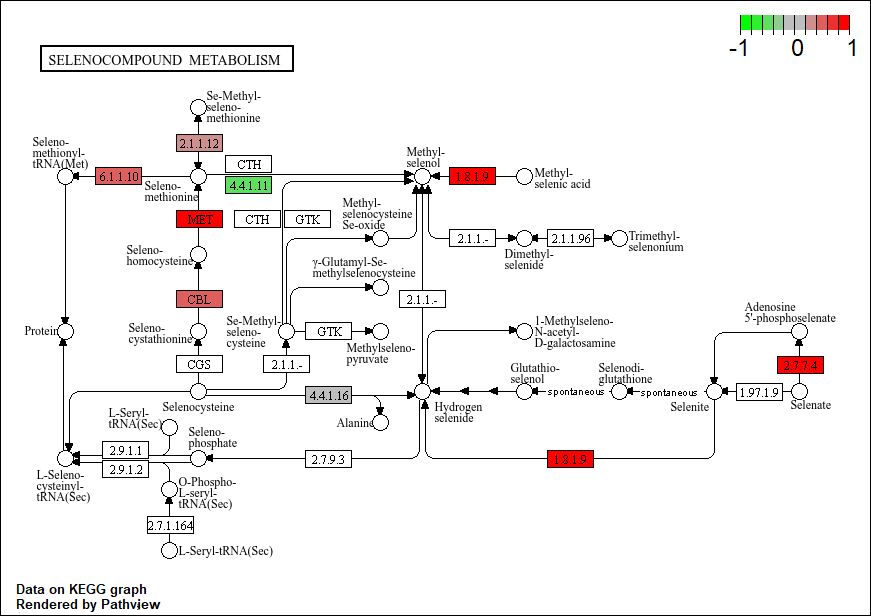 -1 0 1
SELENOCOMPOUND METABOLISM
Se-Methyl-
seleno-
methionine
Seleno-
methionyl-
tRNA(Met)
2.1.1.12
6.1.1.10
Seleno-
methionine
CTH
4.4.1.11
Methyl-
selenol
1.8.1.9
Methyl-
selenic acid
MET
CTH
GTK
Methyl-
selenocysteine
Se-oxide
2.1.1.-
Dimethyl-
selenide
2.1.1.96
Trimethyl-
selenonium
Seleno-
homocysteine
γ-Glutamyl-Se-
methylselenocysteine
CBL
2.1.1.-
Protein
Seleno-
cystathionine
Se-Methyl-
seleno-
cysteine
GTK
Methylseleno-
pyruvate
1-Methylseleno-
N-acetyl-
D-galactosamine
Adenosine
5'-phosphoselenate
CGS
2.1.1.-
Glutathio-
selenol
Selenodi-
glutathione
2.7.7.4
Selenocysteine
4.4.1.16
Alanine
Hydrogen
selenide
spontaneous
spontaneous
Selenite
1.97.1.9
Selenate
L-Seryl-
tRNA(Sec)
Seleno-
phosphate
2.9.1.1
2.9.1.2
2.7.9.3
1.8.1.9
L-Seleno-
cysteinyl-
tRNA(Sec)
O-Phospho-
L-seryl-
tRNA(Sec)
2.7.1.164
L-Seryl-tRNA(Sec)
Data on KEGG graph
Rendered by Pathview